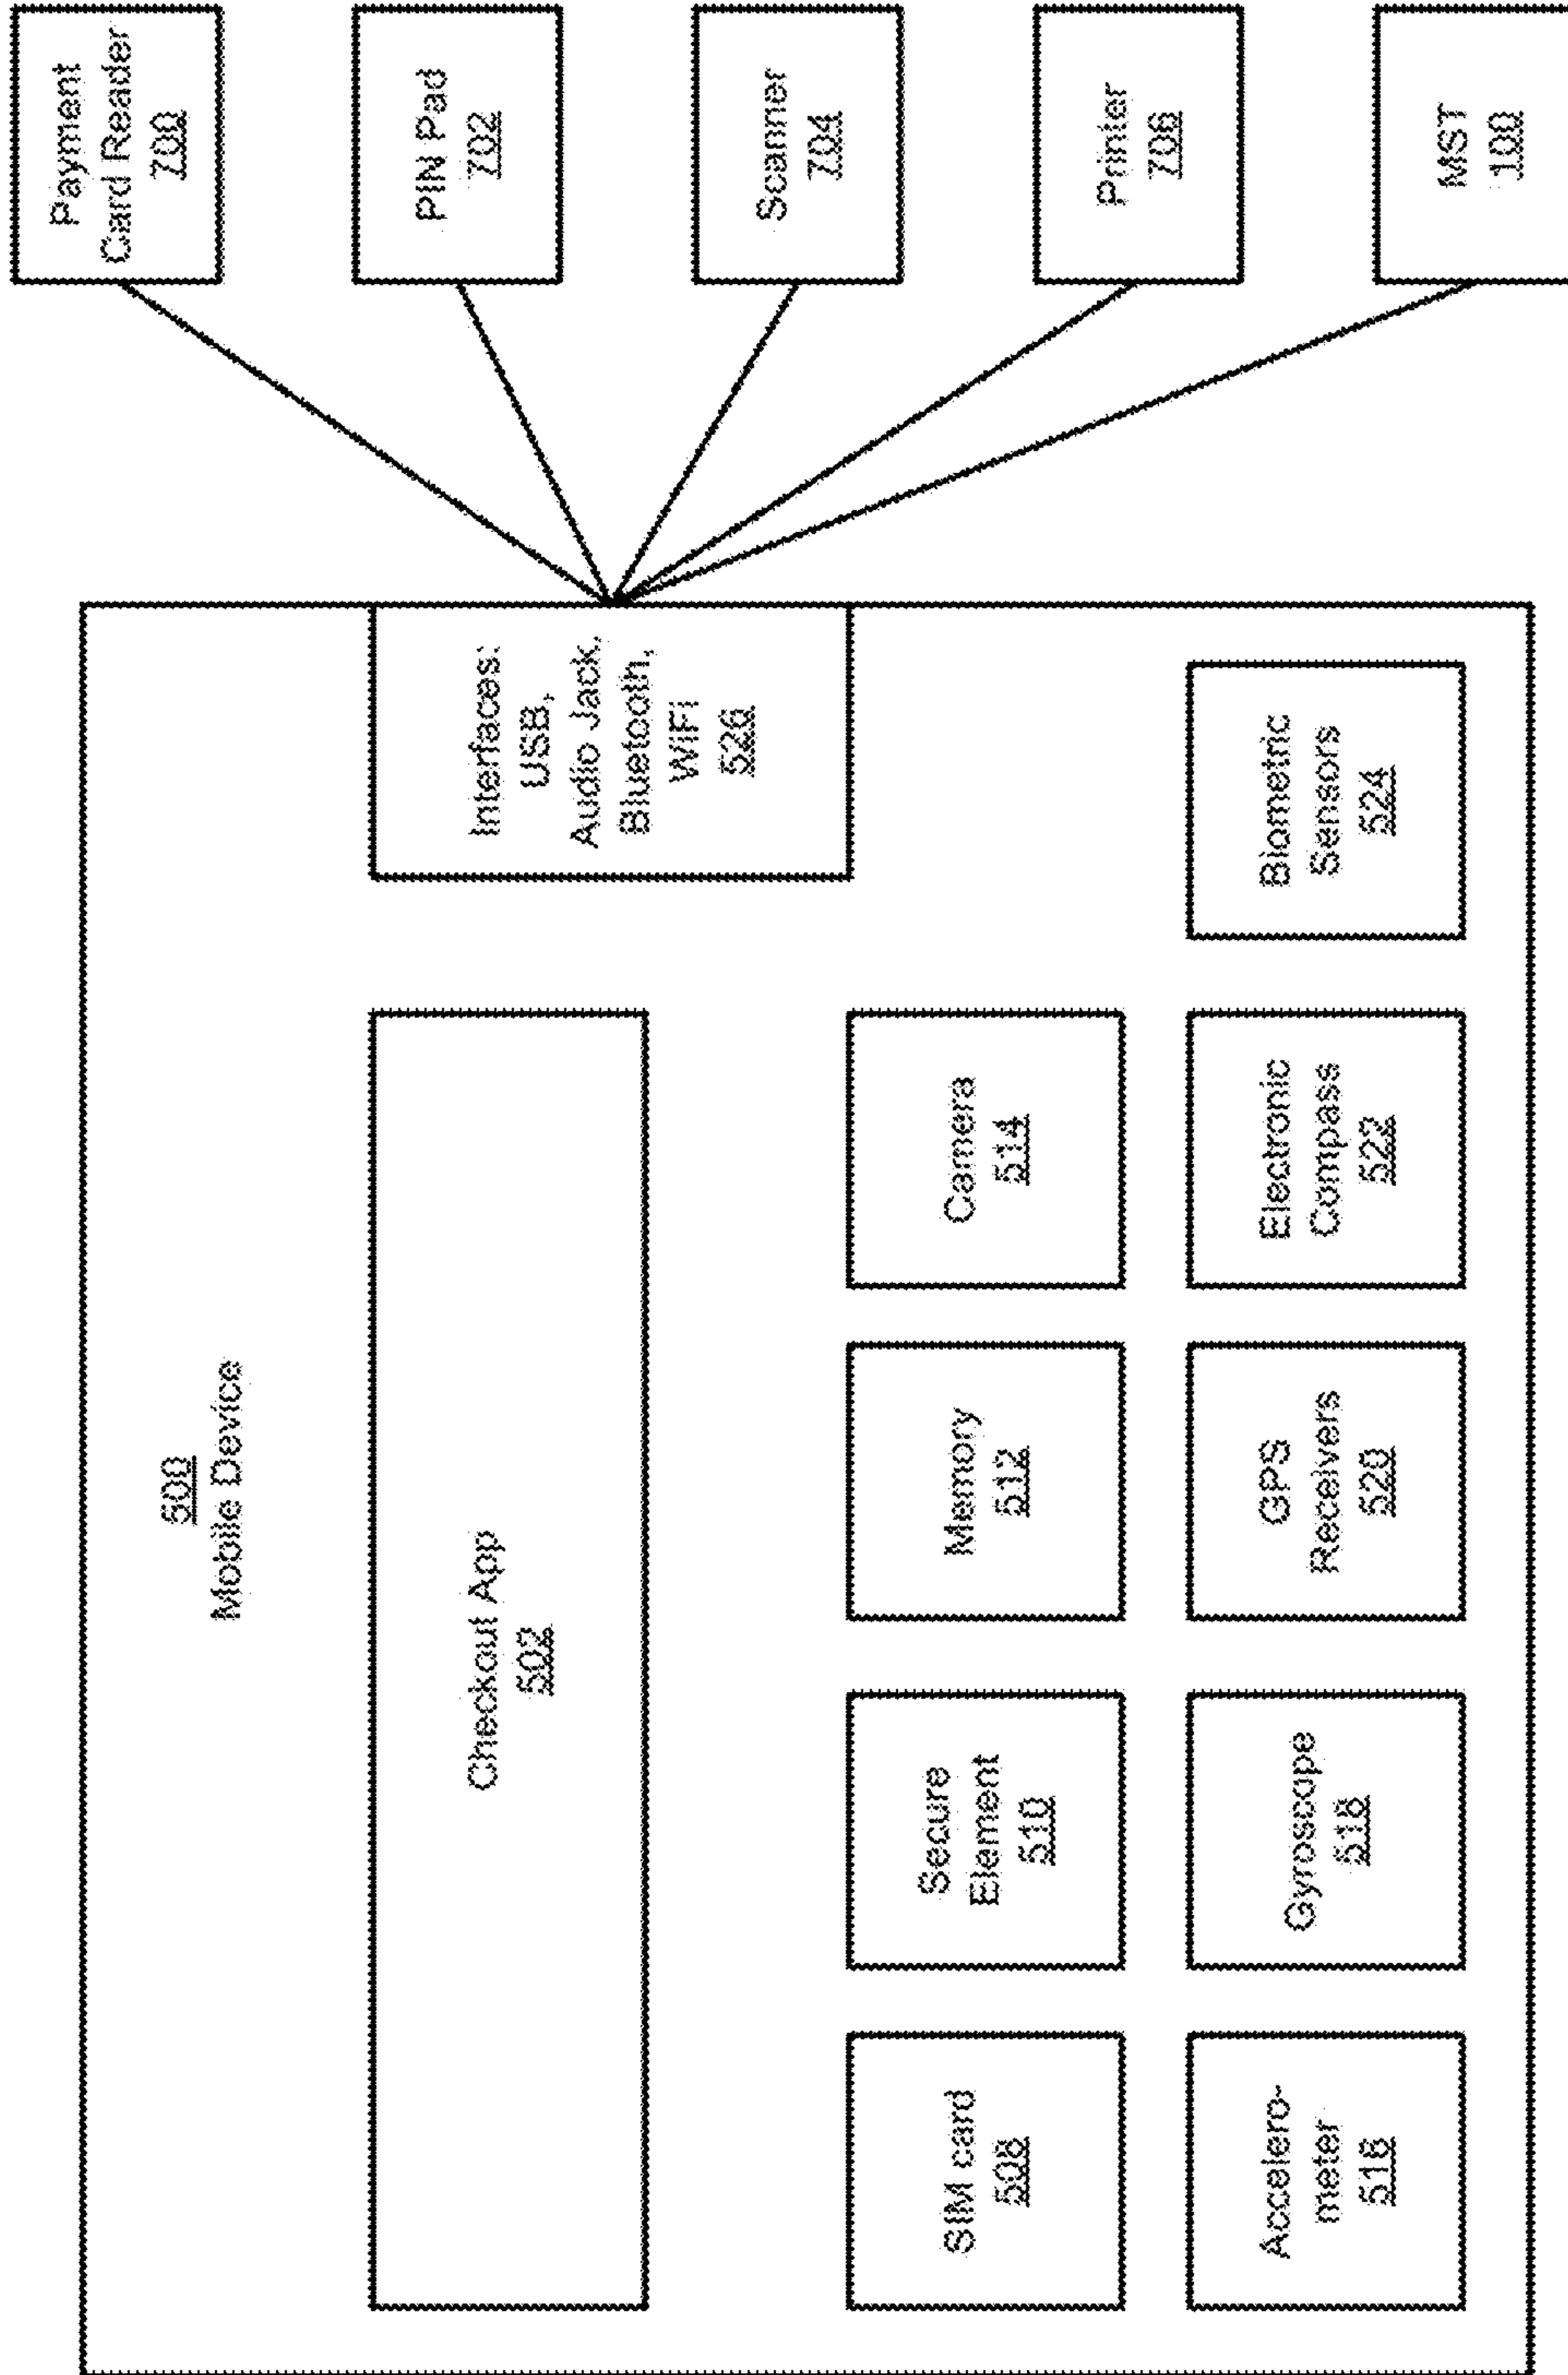 500
Mobile Device
Checkout App
502
Interfaces:
USB,
Audio Jack,
Bluetooth,
WiFi
526
SIM card
508
Secure
Element
510
Memory
512
Camera
514
Accelero-
meter
516
Gyroscope
518
GPS
Receivers
520
Electronic
Compass
522
Biometric
Sensors
524
Payment
Card Reader
700
PIN Pad
702
Scanner
704
Printer
706
MST
100